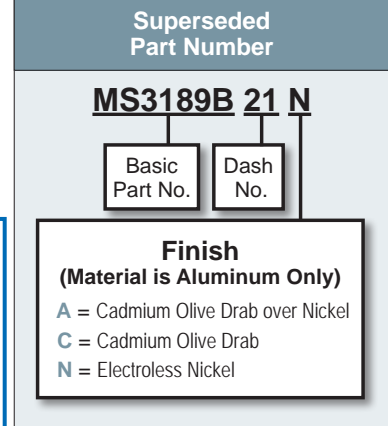 Superseded
Part Number
MS3189B 21 N
Basic
Part No.
Dash
No.
Finish
(Material is Aluminum Only)
A = Cadmium Olive Drab over Nickel
C = Cadmium Olive Drab
N = Electroless Nickel